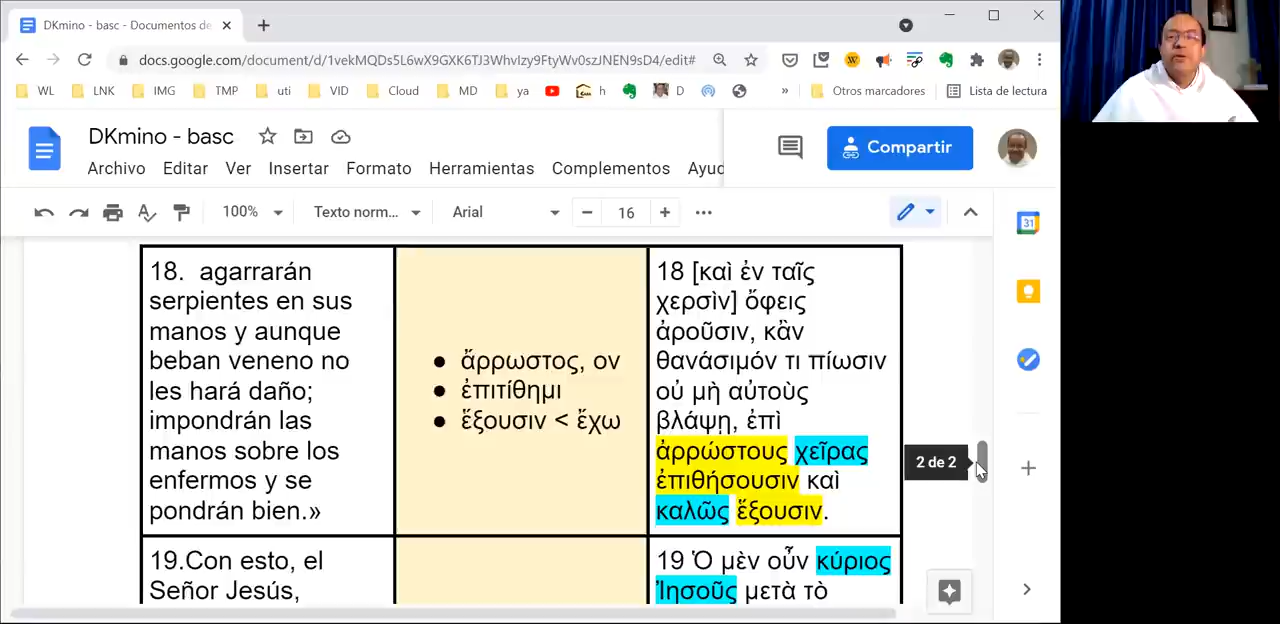 DKmino - basc - Documentos de
docs.google.com/document/d/1vekMQDs5L6wX9GXK6TJ3WhvIzy9FtyWv0szJNEN9sD4/edit#
WL LNK IMG TMP uti VID Cloud MD ya h D » Otros marcadores Lista de lectura
DKmino - basc
Compartir
Archivo Editar Ver Insertar Formato Herramientas Complementos Ayud
100% Texto norm... Arial 16
31
18. agarrarán
serpientes en sus
manos y aunque
beban veneno no
les hará daño;
impondrán las
manos sobre los
enfermos y se
pondrán bien.»
● ἄρρωστος, ον
● ἐπιτίθημι
● ἕξουσιν < ἔχω
18 [καὶ ἐν ταῖς
χερσὶν] ὄφεις
ἀροῦσιν, κἂν
θανάσιμόν τι πίωσιν
οὐ μὴ αὐτοὺς
βλάψῃ, ἐπὶ
ἀρρώστους χεῖρας
ἐπιθήσουσιν καὶ
καλῶς ἕξουσιν.
2 de 2
19.Con esto, el
Señor Jesús,
19 Ὁ μὲν οὖν κύριος
Ἰησοῦς μετὰ τὸ